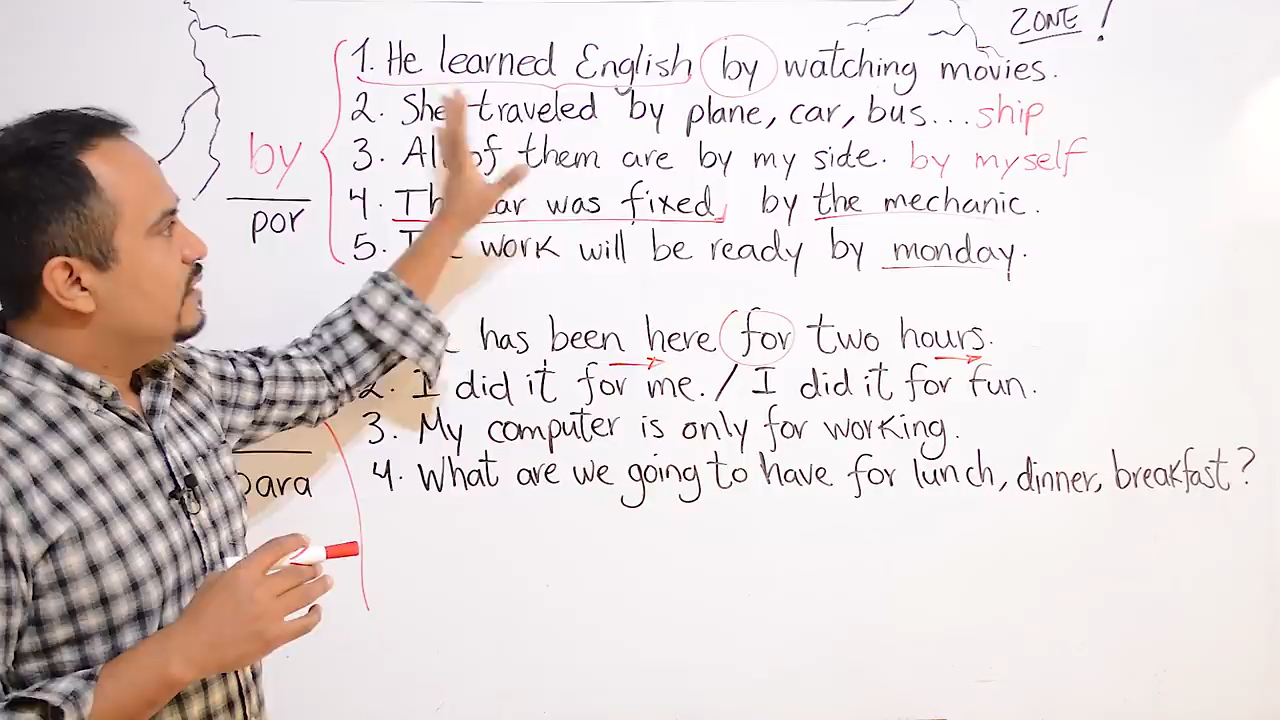 ZONE!
1. He learned English by watching movies.
2. She traveled by plane, car, bus... ship
by
3. of them are by my side. by myself
por
4. car was fixed by the mechanic.
5. work will be ready by monday.
has been here for two hours.
2. I did it for me. / I did it for fun.
3. My computer is only for working.
para
4. What are we going to have for lunch, dinner, breakfast?